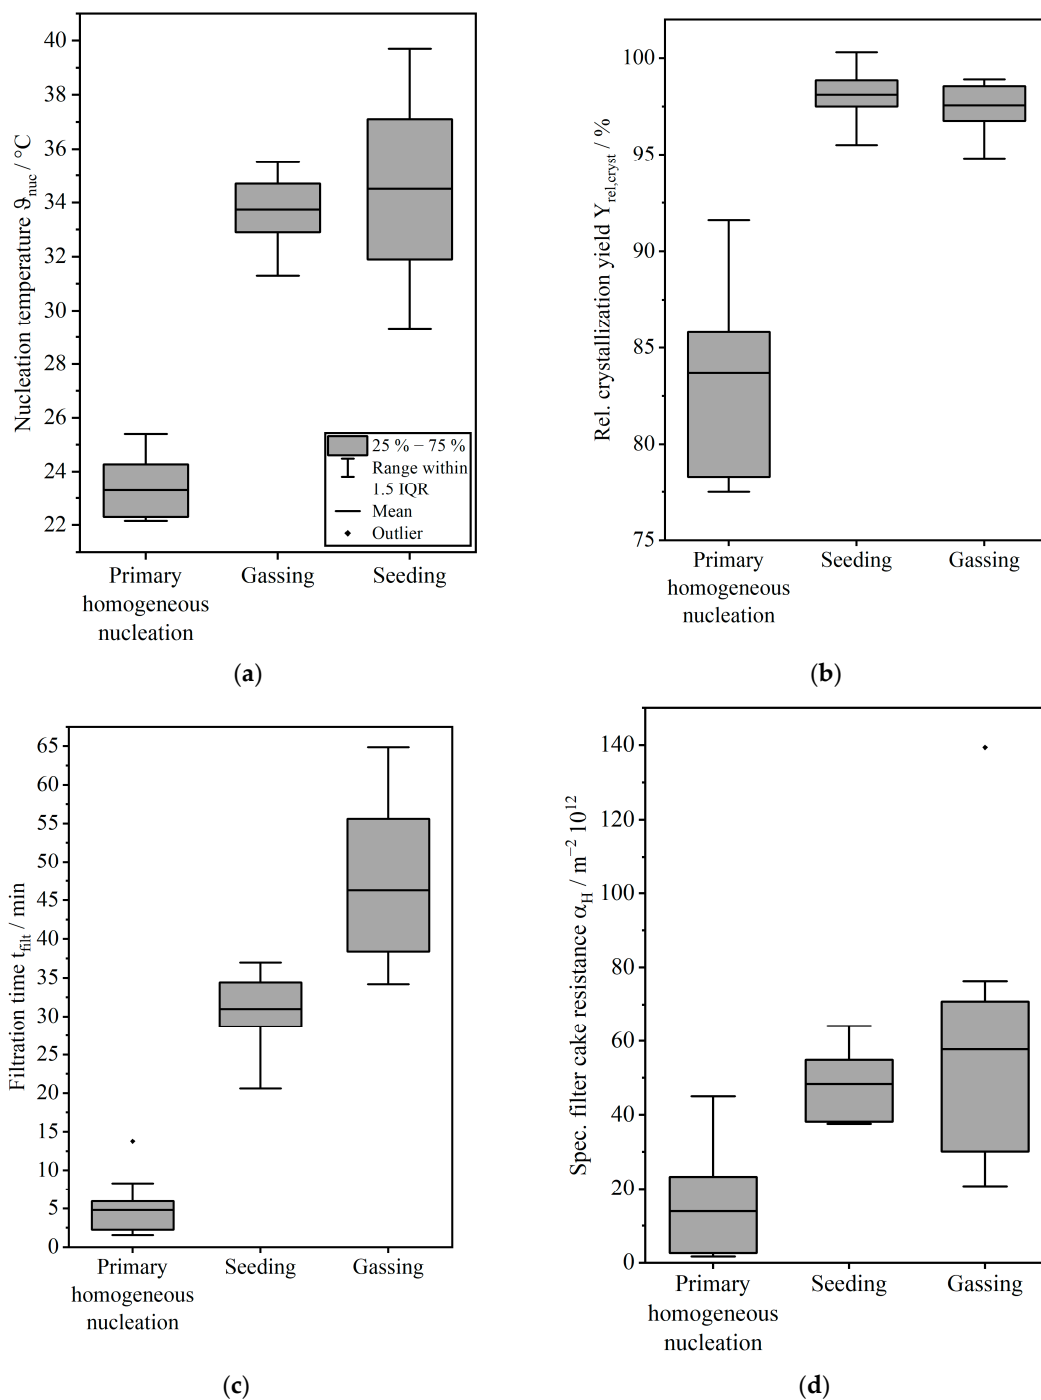 40
38
36
34
32
30
28
26
24
22
Nucleation temperature ϑnuc / °C
25 % – 75 %
Range within
1.5 IQR
Mean
Outlier
Primary
homogeneous
nucleation
Gassing
Seeding
(a)
100
95
90
85
80
75
Rel. crystallization yield Yrel,cryst / %
Primary
homogeneous
nucleation
Seeding
Gassing
(b)
65
60
55
50
45
40
35
30
25
20
15
10
5
0
Filtration time tfilt / min
Primary
homogeneous
nucleation
Seeding
Gassing
(c)
140
120
100
80
60
40
20
0
Spec. filter cake resistance αH / m⁻² 10¹²
Primary
homogeneous
nucleation
Seeding
Gassing
(d)